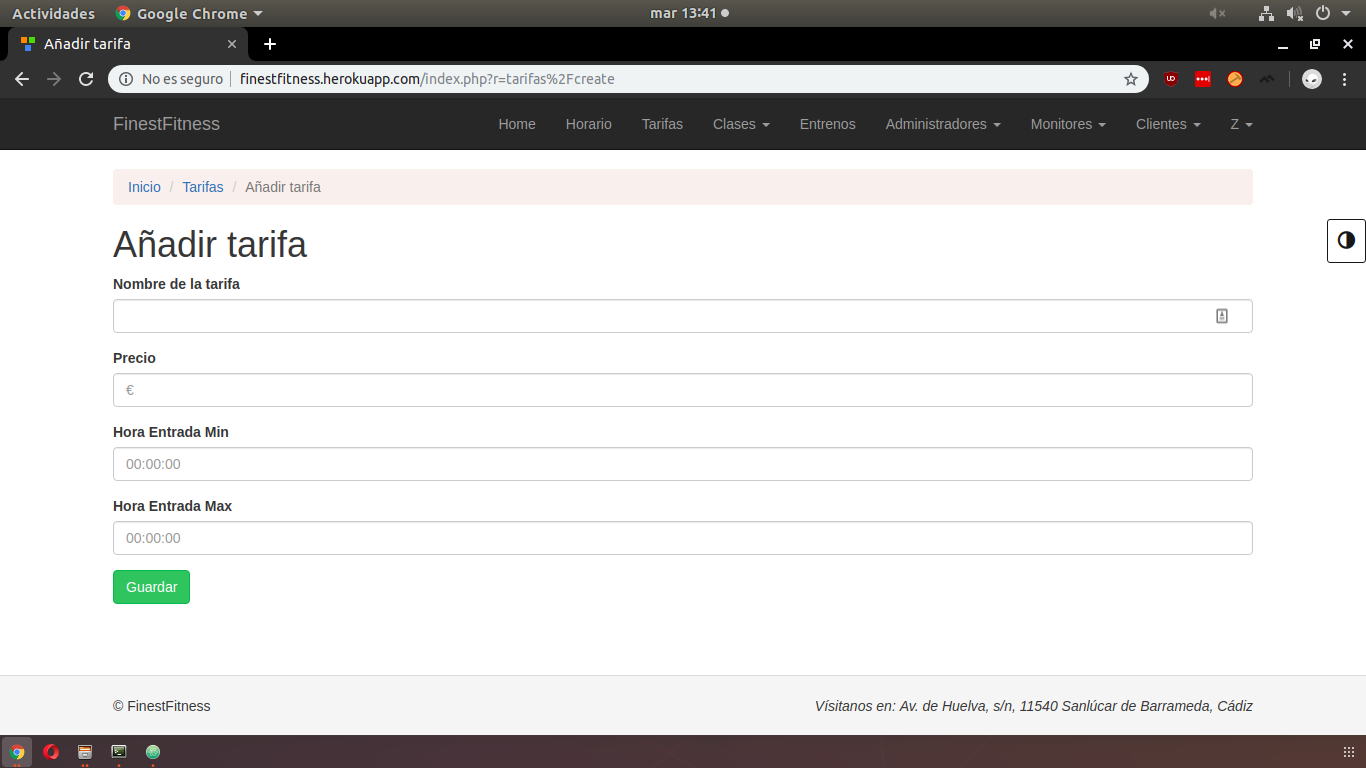 Actividades Google Chrome mar 13:41
Añadir tarifa
No es seguro finestfitness.herokuapp.com/index.php?r=tarifas%2Fcreate
FinestFitness Home Horario Tarifas Clases Entrenos Administradores Monitores Clientes Z
Inicio / Tarifas / Añadir tarifa
Añadir tarifa
Nombre de la tarifa
Precio
€
Hora Entrada Min
00:00:00
Hora Entrada Max
00:00:00
Guardar
© FinestFitness Vísitanos en: Av. de Huelva, s/n, 11540 Sanlúcar de Barrameda, Cádiz